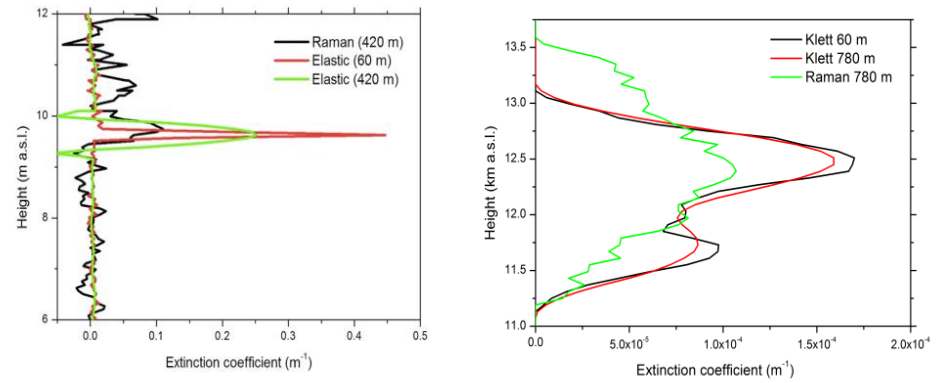 12
11
10
9
8
7
6
Height (m a.s.l.)
Raman (420 m)
Elastic (60 m)
Elastic (420 m)
0.0 0.1 0.2 0.3 0.4 0.5
Extinction coefficient (m⁻¹)
13.5
13.0
12.5
12.0
11.5
11.0
Height (km a.s.l.)
Klett 60 m
Klett 780 m
Raman 780 m
0.0 5.0x10⁻⁵ 1.0x10⁻⁴ 1.5x10⁻⁴ 2.0x10⁻⁴
Extinction coefficient (m⁻¹)